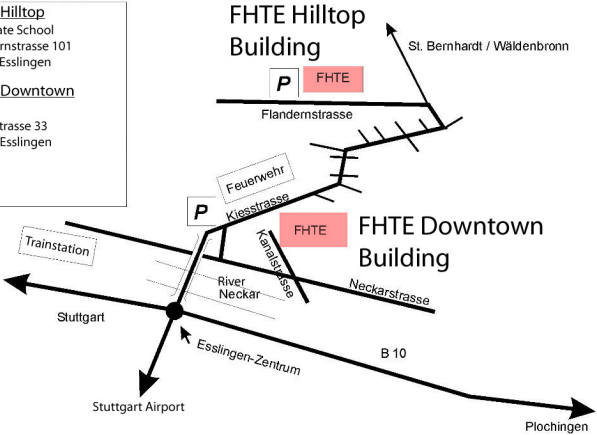 Hilltop
ate School
rnstrasse 101
Esslingen
Downtown
trasse 33
Esslingen
FHTE Hilltop
Building
St. Bernhardt / Wäldenbronn
P
FHTE
Flandernstrasse
Feuerwehr
Kiesstrasse
P
FHTE
FHTE Downtown
Building
Trainstation
Kanalstrasse
River
Neckar
Neckarstrasse
Stuttgart
Esslingen-Zentrum
B 10
Stuttgart Airport
Plochingen